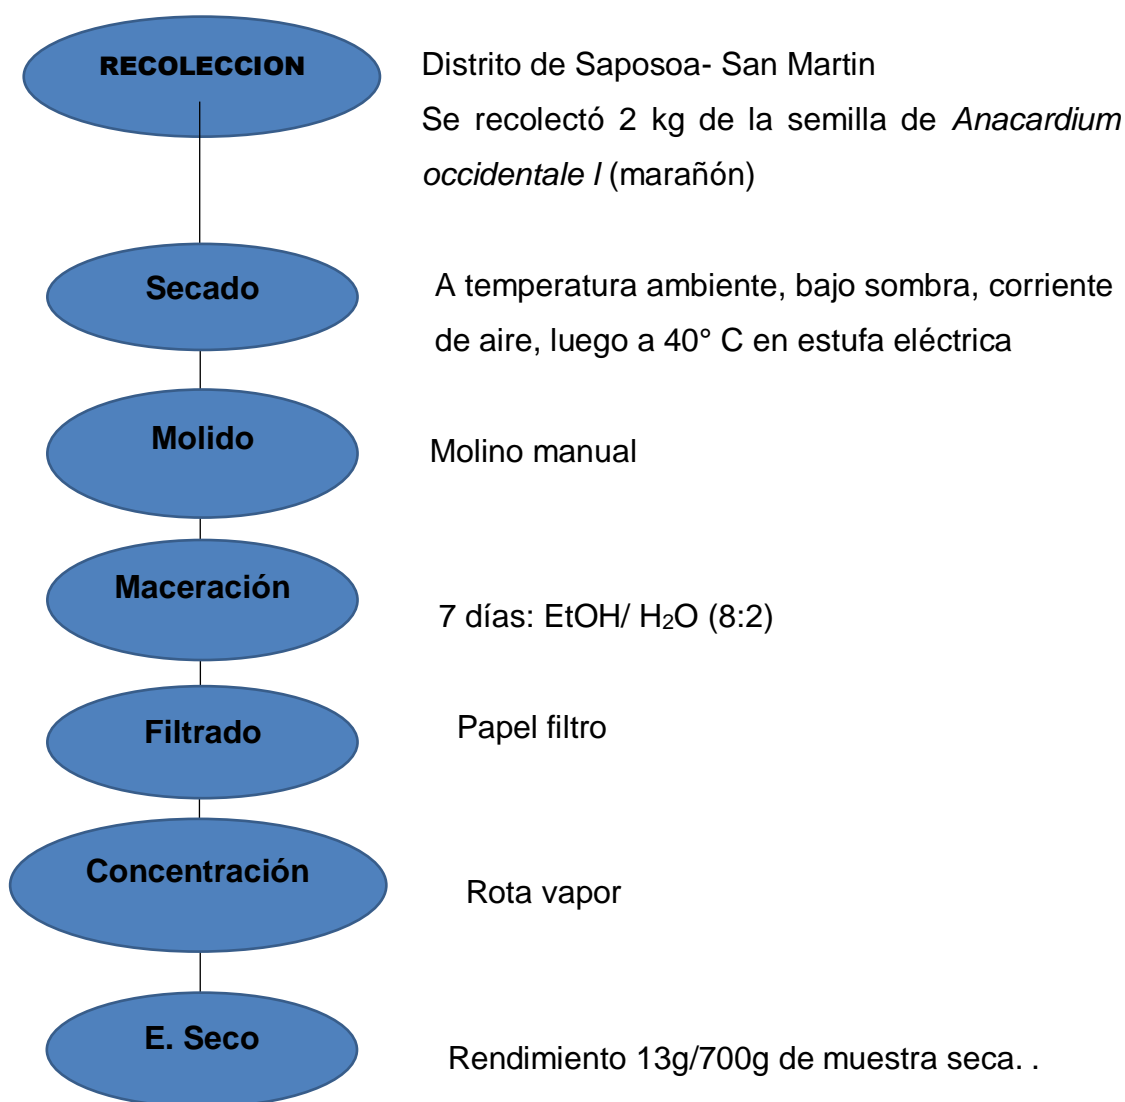 RECOLECCION
Distrito de Saposoa- San Martin
Se recolectó 2 kg de la semilla de Anacardium
occidentale l (marañón)
Secado
A temperatura ambiente, bajo sombra, corriente
de aire, luego a 40° C en estufa eléctrica
Molido
Molino manual
Maceración
7 días: EtOH/ H₂O (8:2)
Filtrado
Papel filtro
Concentración
Rota vapor
E. Seco
Rendimiento 13g/700g de muestra seca. .